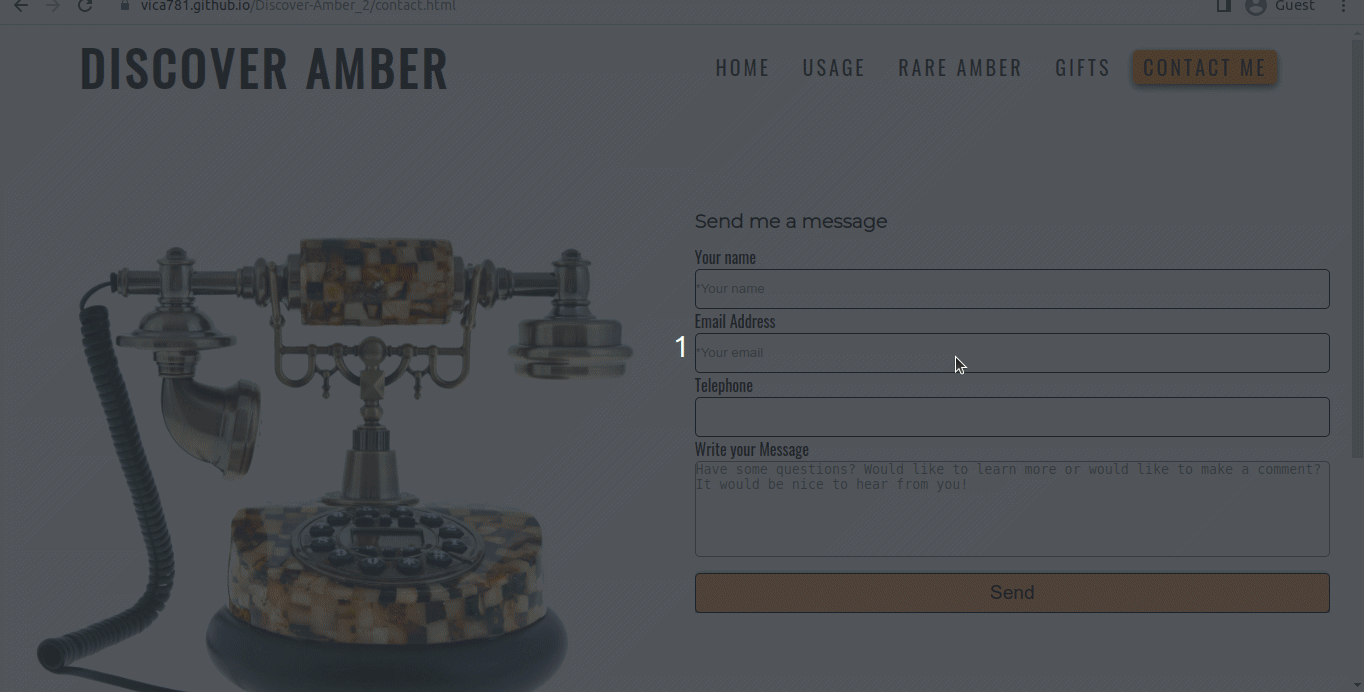 vica781.github.io/Discover-Amber_2/contact.html
Guest
DISCOVER AMBER
HOME
USAGE
RARE AMBER
GIFTS
CONTACT ME
Send me a message
Your name
*Your name
Email Address
1
*Your email
Telephone
Write your Message
Have some questions? Would like to learn more or would like to make a comment?
It would be nice to hear from you!
Send